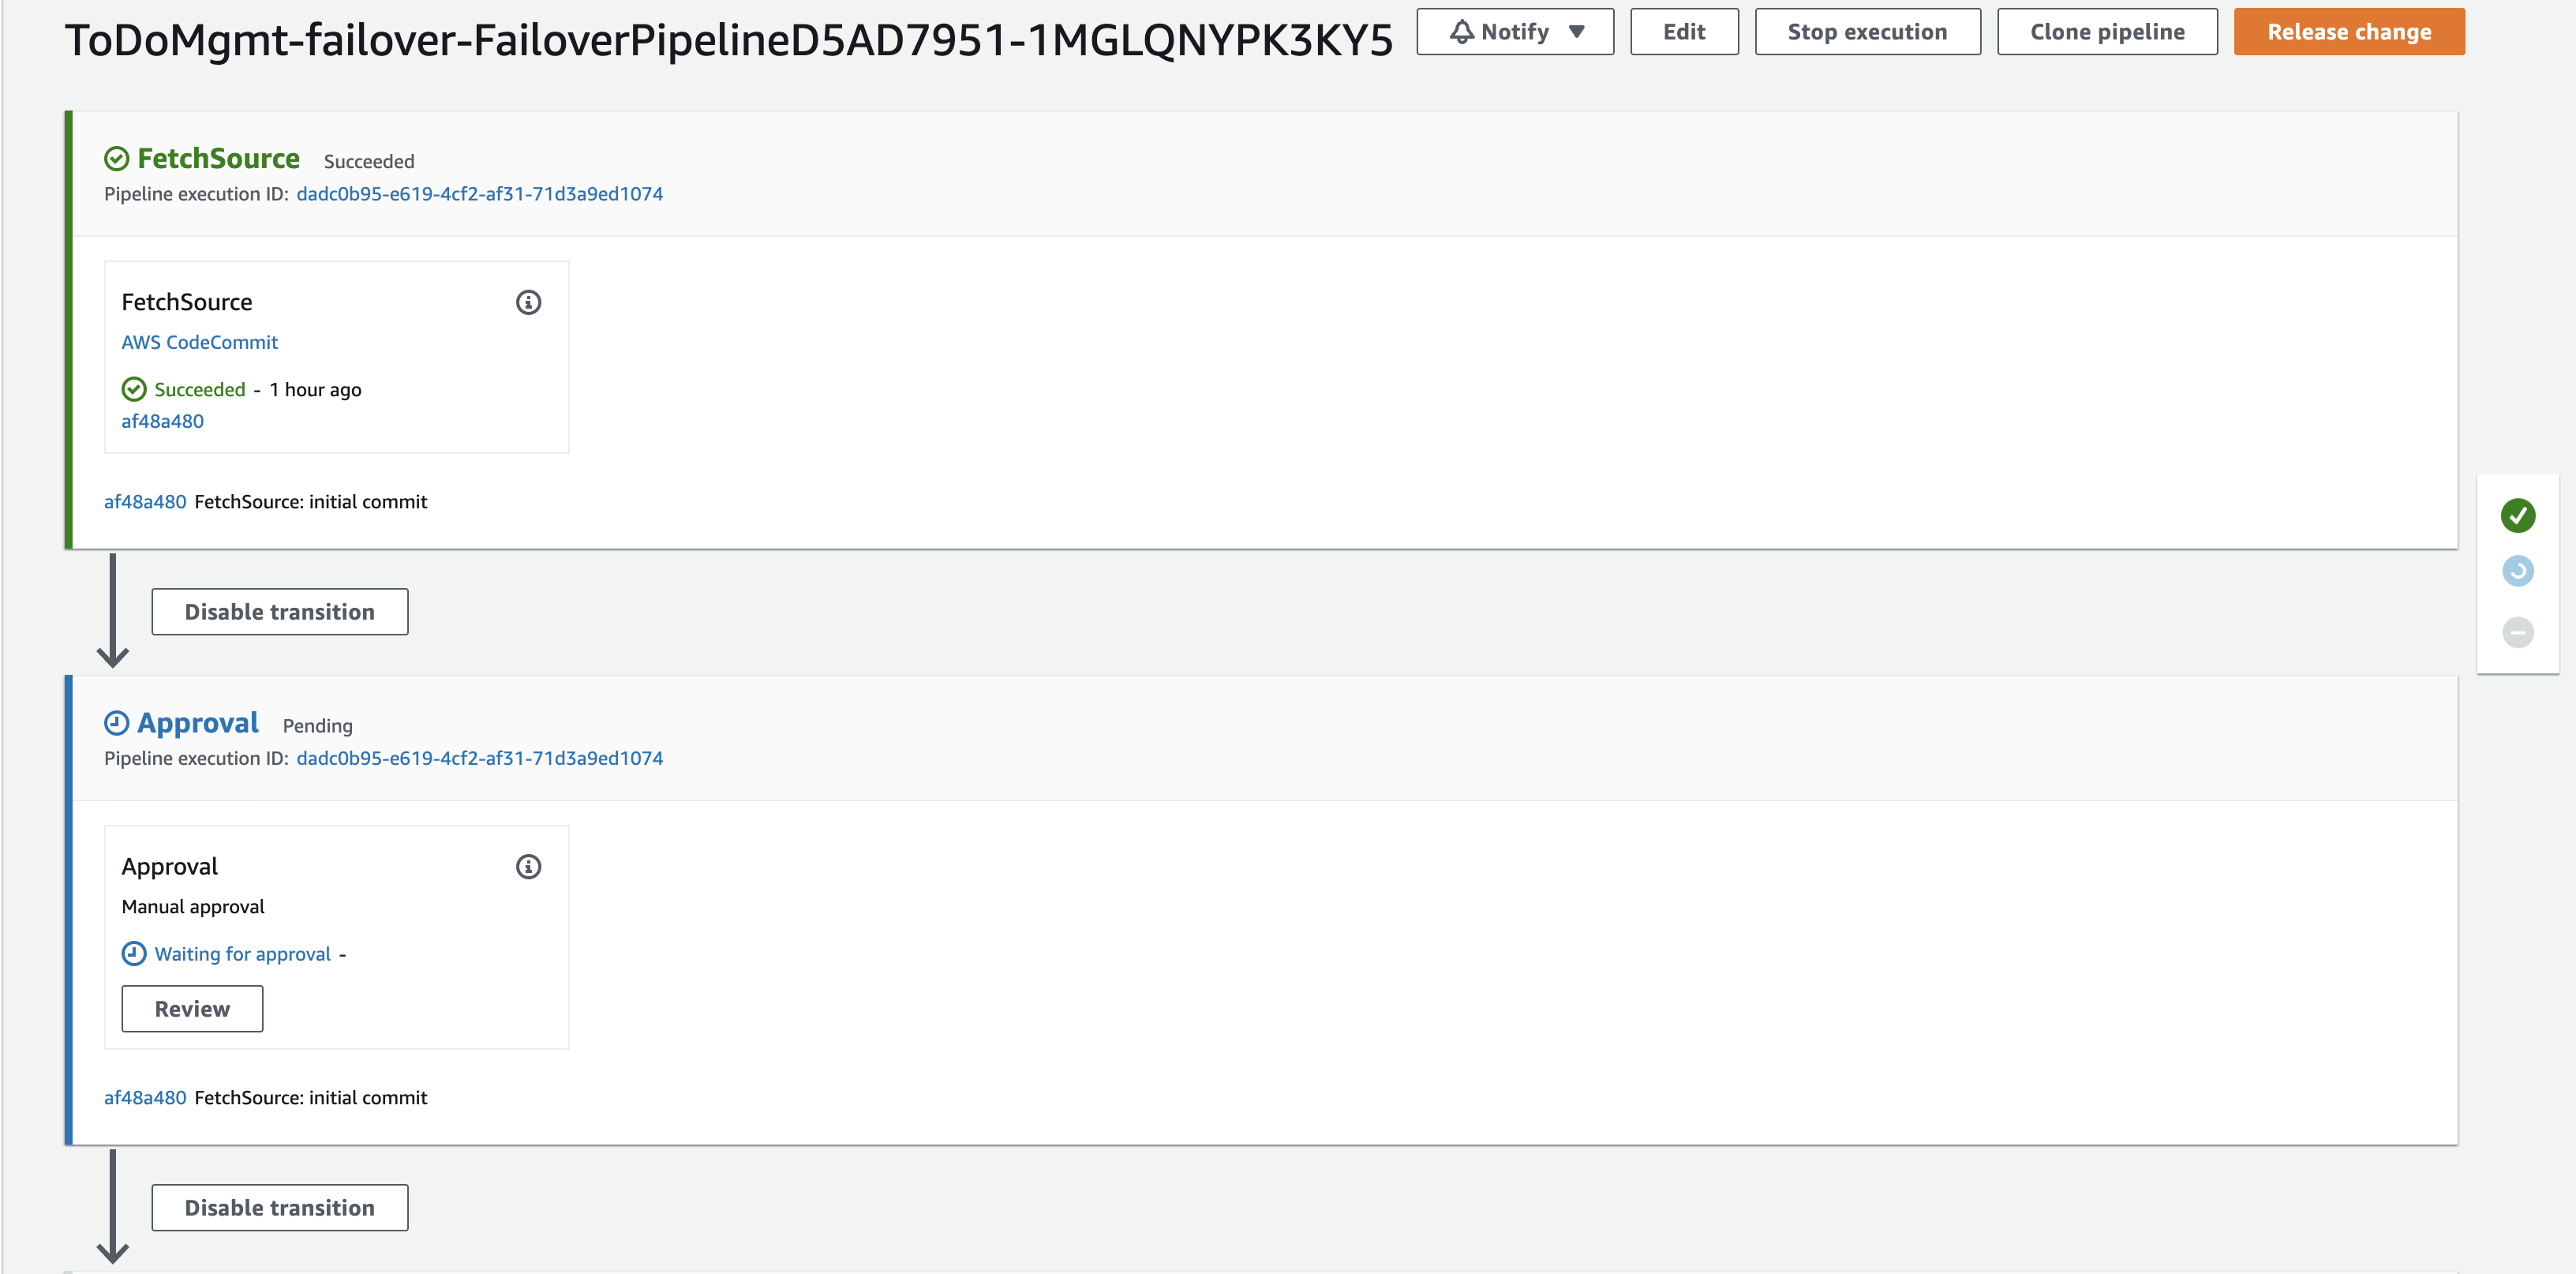 ToDoMgmt-failover-FailoverPipelineD5AD7951-1MGLQNYPK3KY5
Notify
Edit
Stop execution
Clone pipeline
Release change
FetchSource Succeeded
Pipeline execution ID: dadc0b95-e619-4cf2-af31-71d3a9ed1074
FetchSource
AWS CodeCommit
Succeeded - 1 hour ago
af48a480
af48a480 FetchSource: initial commit
Disable transition
Approval Pending
Pipeline execution ID: dadc0b95-e619-4cf2-af31-71d3a9ed1074
Approval
Manual approval
Waiting for approval -
Review
af48a480 FetchSource: initial commit
Disable transition